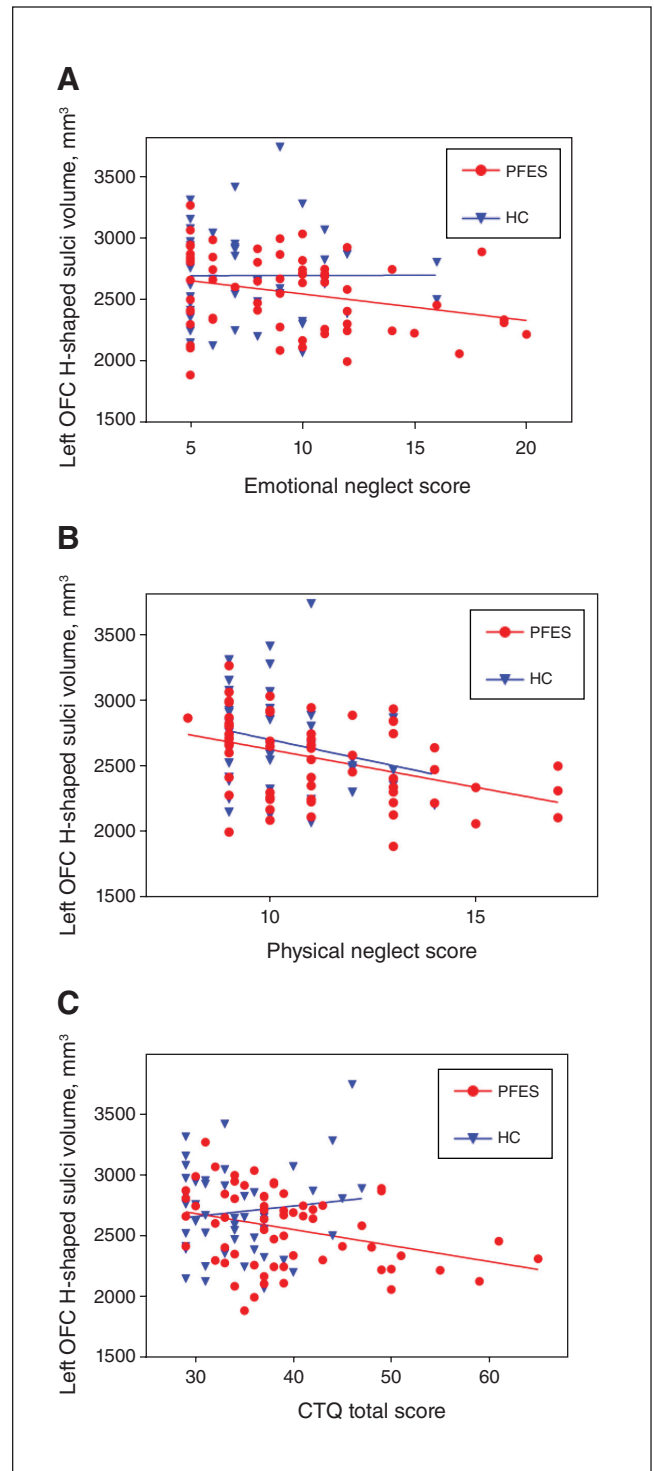 A
Left OFC H-shaped sulci volume, mm³
3500
3000
2500
2000
1500
PFES
HC
5
10
15
20
Emotional neglect score
B
Left OFC H-shaped sulci volume, mm³
3500
3000
2500
2000
1500
PFES
HC
10
15
Physical neglect score
C
Left OFC H-shaped sulci volume, mm³
3500
3000
2500
2000
1500
PFES
HC
30
40
50
60
CTQ total score